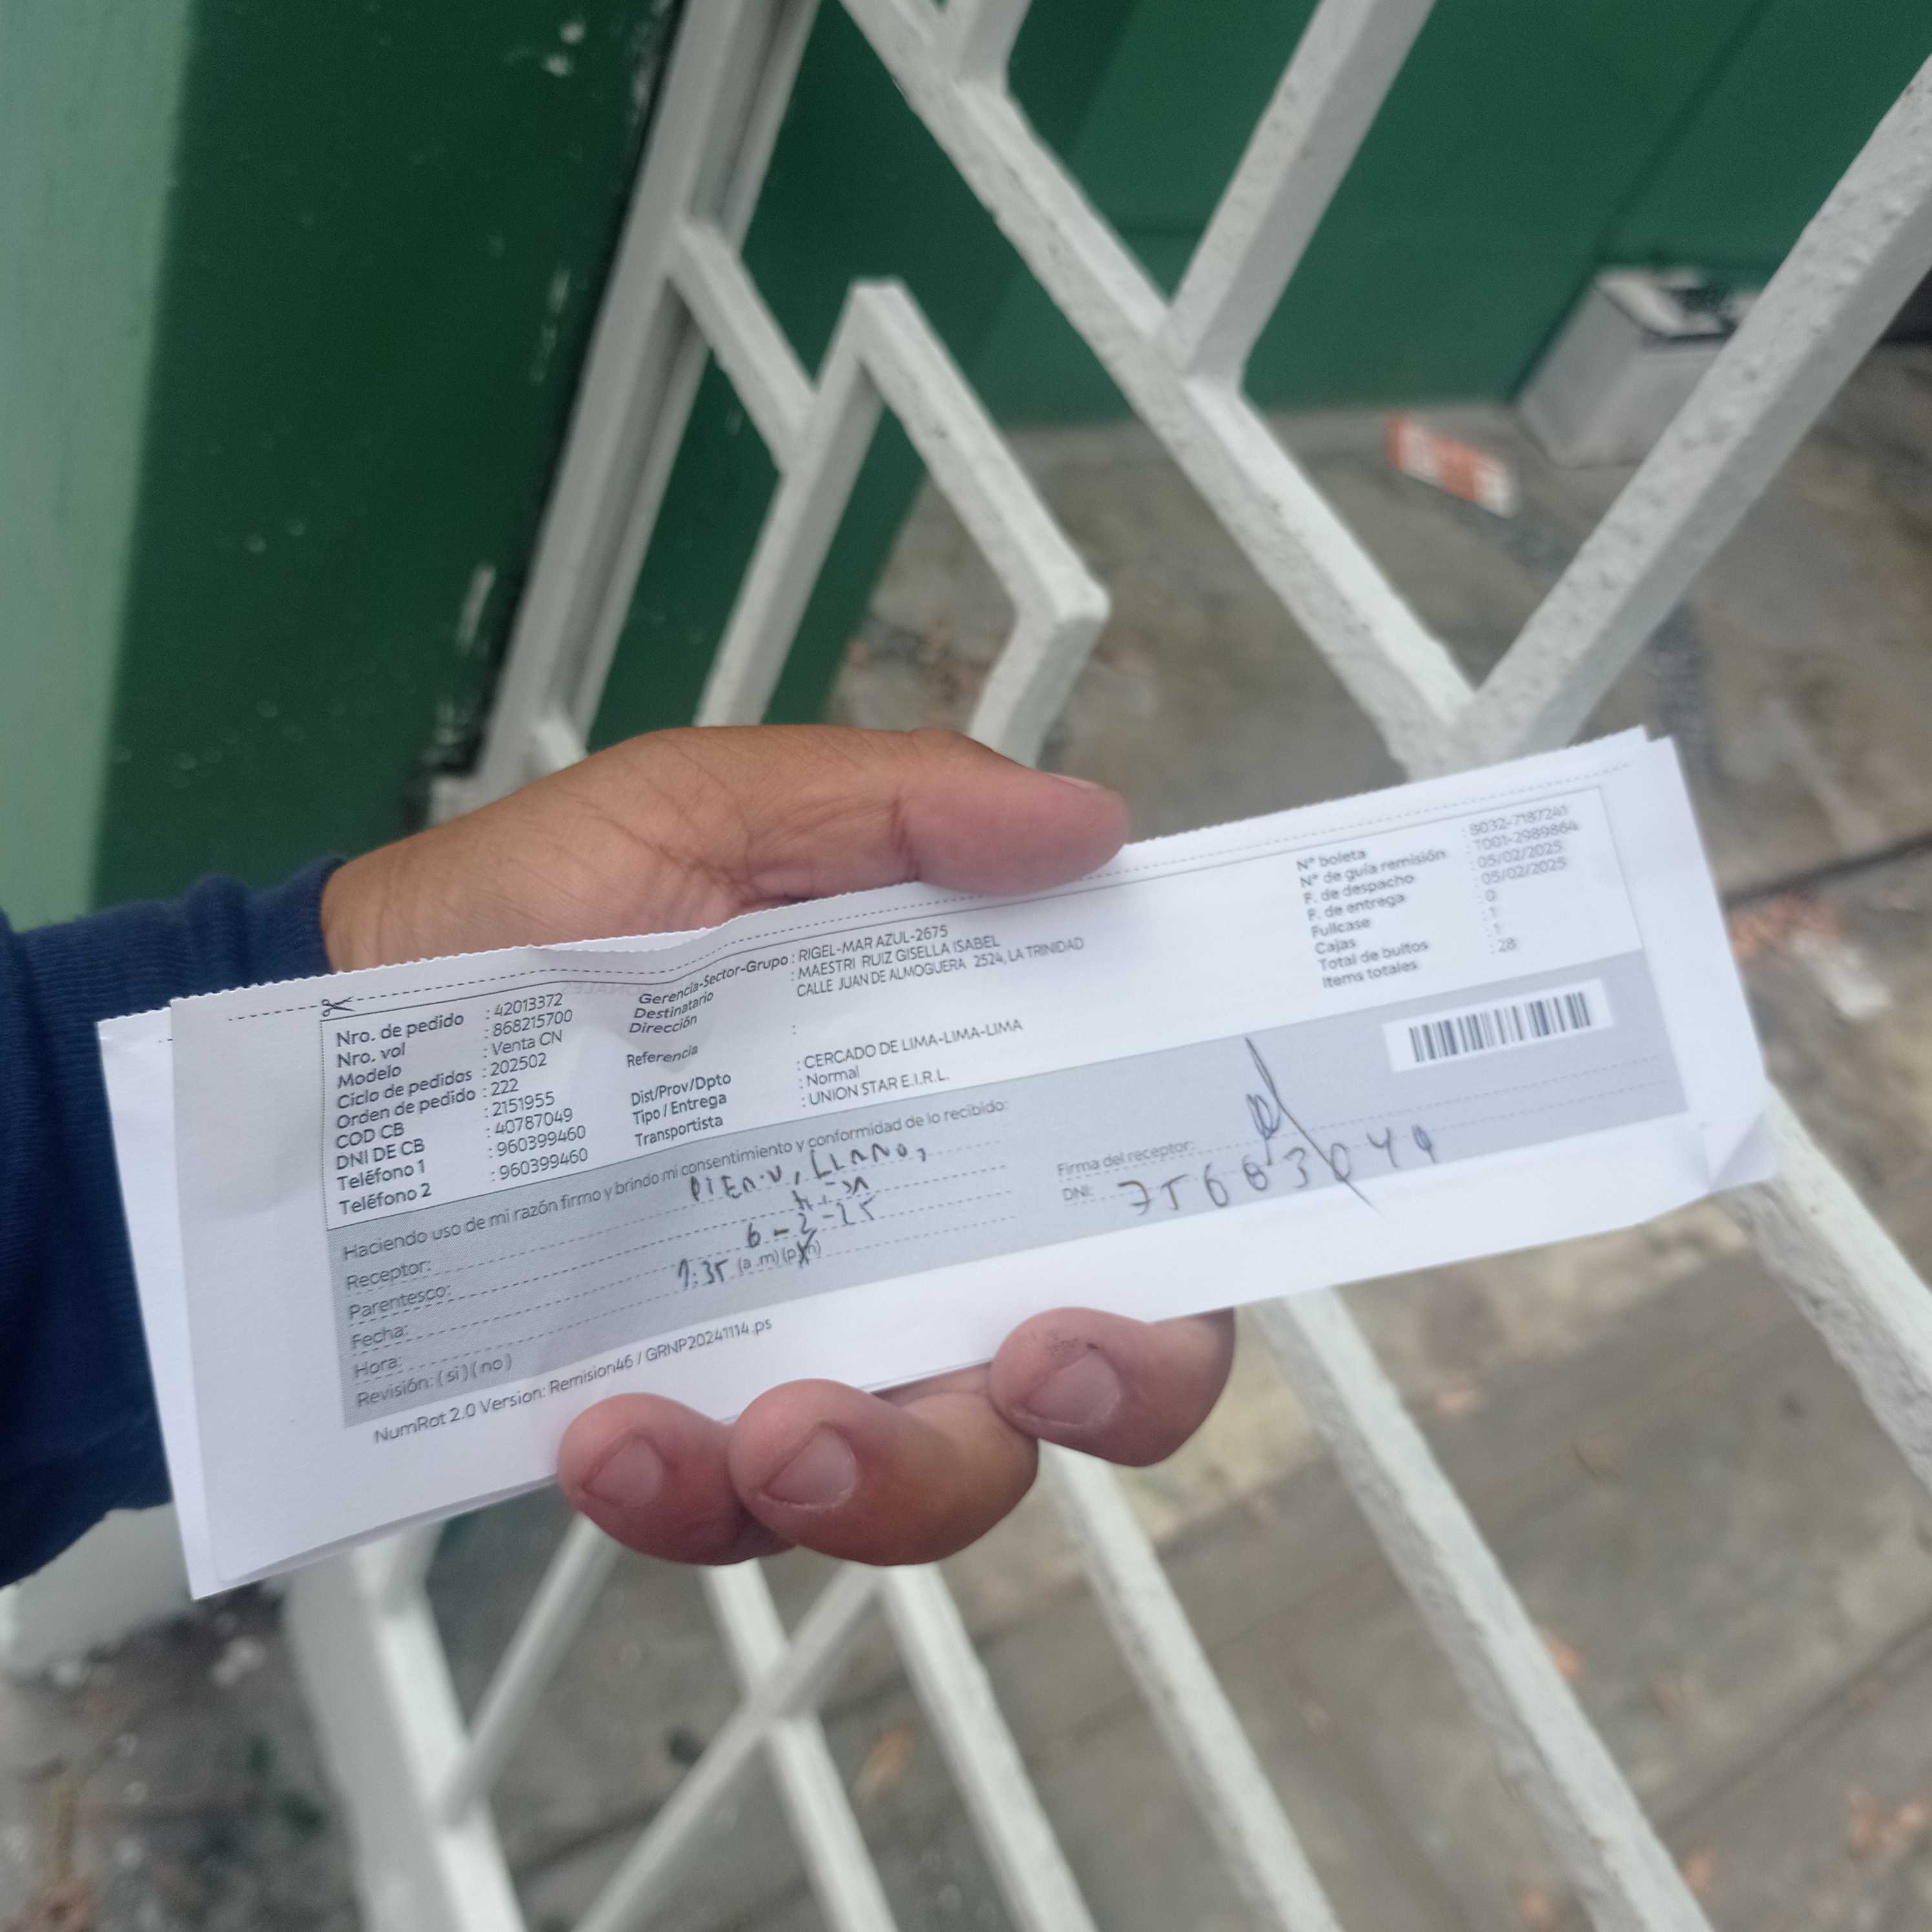 Nro. de pedido : 42013372
Nro. vol : 868215700
Modelo : Venta CN
Ciclo de pedidos : 202502
Orden de pedido : 222
COD CB : 2151955
DNI DE CB : 40787049
Teléfono 1 : 960399460
Teléfono 2 : 960399460
Gerencia-Sector-Grupo : RIGEL-MAR AZUL-2675
Destinatario : MAESTRI RUIZ GISELLA ISABEL
Dirección CALLE JUAN DE ALMOGUERA 2524, LA TRINIDAD
Referencia :
Dist/Prov/Dpto : CERCADO DE LIMA-LIMA-LIMA
Tipo / Entrega : Normal
Transportista : UNION STAR E.I.R.L.
N° boleta : B032-7187241
N° de guía remisión : T001-2989864
F. de despacho : 05/02/2025
F. de entrega : 05/02/2025
Fullcase : 0
Cajas : 1
Total de bultos : 1
Items totales : 28
Haciendo uso de mi razón firmo y brindo mi consentimiento y conformidad de lo recibido:
Receptor:
Parentesco:
Fecha: 6-2-25
Hora: 1:35 (a.m) (p.m)
Revisión: ( si ) ( no )
Firma del receptor:
DNI:
NumRot 2.0 Version: Remision46 / GRNP20241114.ps